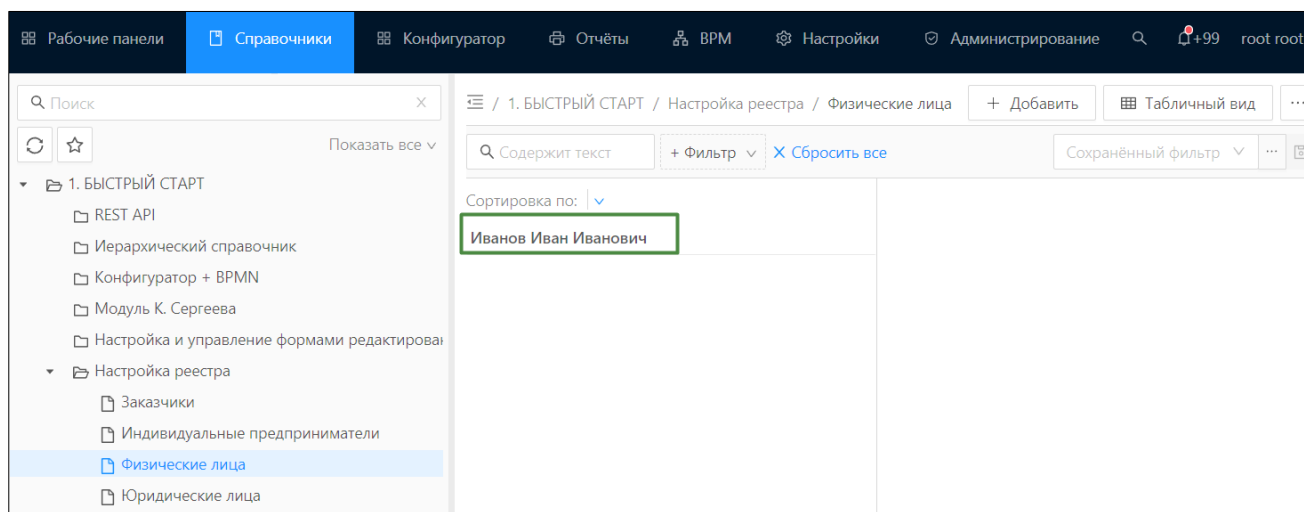 Рабочие панели Справочники Конфигуратор Отчёты BPM Настройки Администрирование +99 root root
Поиск X
/ 1. БЫСТРЫЙ СТАРТ / Настройка реестра / Физические лица + Добавить Табличный вид ...
Показать все
Содержит текст + Фильтр X Сбросить все Сохранённый фильтр ...
1. БЫСТРЫЙ СТАРТ
REST API
Иерархический справочник
Конфигуратор + BPMN
Модуль К. Сергеева
Настройка и управление формами редактирован
Настройка реестра
Заказчики
Индивидуальные предприниматели
Физические лица
Юридические лица
Сортировка по:
Иванов Иван Иванович